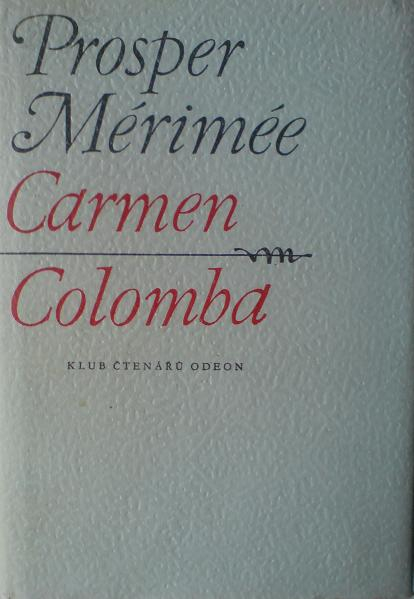 Prosper
Mérimée
Carmen
Colomba
KLUB ČTENÁŘŮ ODEON